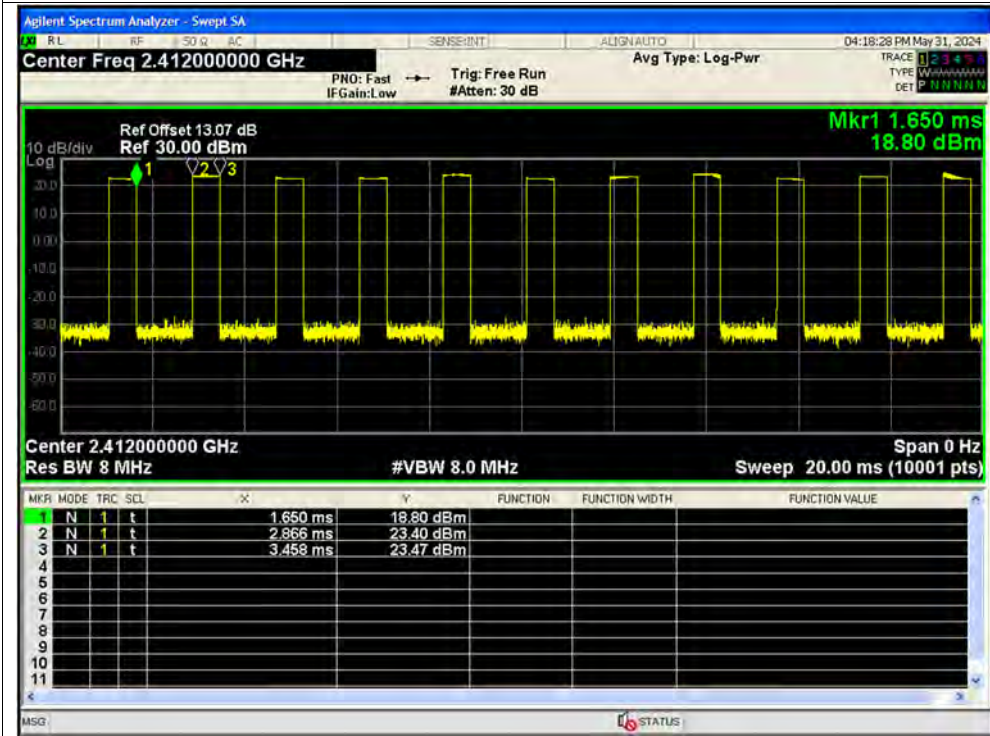 Agilent Spectrum Analyzer - Swept SA
RL RF 50 Ω AC SENSE:INT ALIGN AUTO 04:18:28 PM May 31, 2024
Center Freq 2.412000000 GHz Avg Type: Log-Pwr TRACE 1 2 3 4 5 6
PNO: Fast Trig: Free Run TYPE
IFGain:Low #Atten: 30 dB DET P N N N N N
Mkr1 1.650 ms
Ref Offset 13.07 dB
10 dB/div Ref 30.00 dBm 18.80 dBm
Log
1 2 3
20.0
10.0
0.00
-10.0
-20.0
-30.0
-40.0
-50.0
-60.0
Center 2.412000000 GHz Span 0 Hz
Res BW 8 MHz #VBW 8.0 MHz Sweep 20.00 ms (10001 pts)
MKR MODE TRC SCL X Y FUNCTION FUNCTION WIDTH FUNCTION VALUE
1 N 1 t 1.650 ms 18.80 dBm
2 N 1 t 2.866 ms 23.40 dBm
3 N 1 t 3.458 ms 23.47 dBm
4
5
6
7
8
9
10
11
MSG STATUS